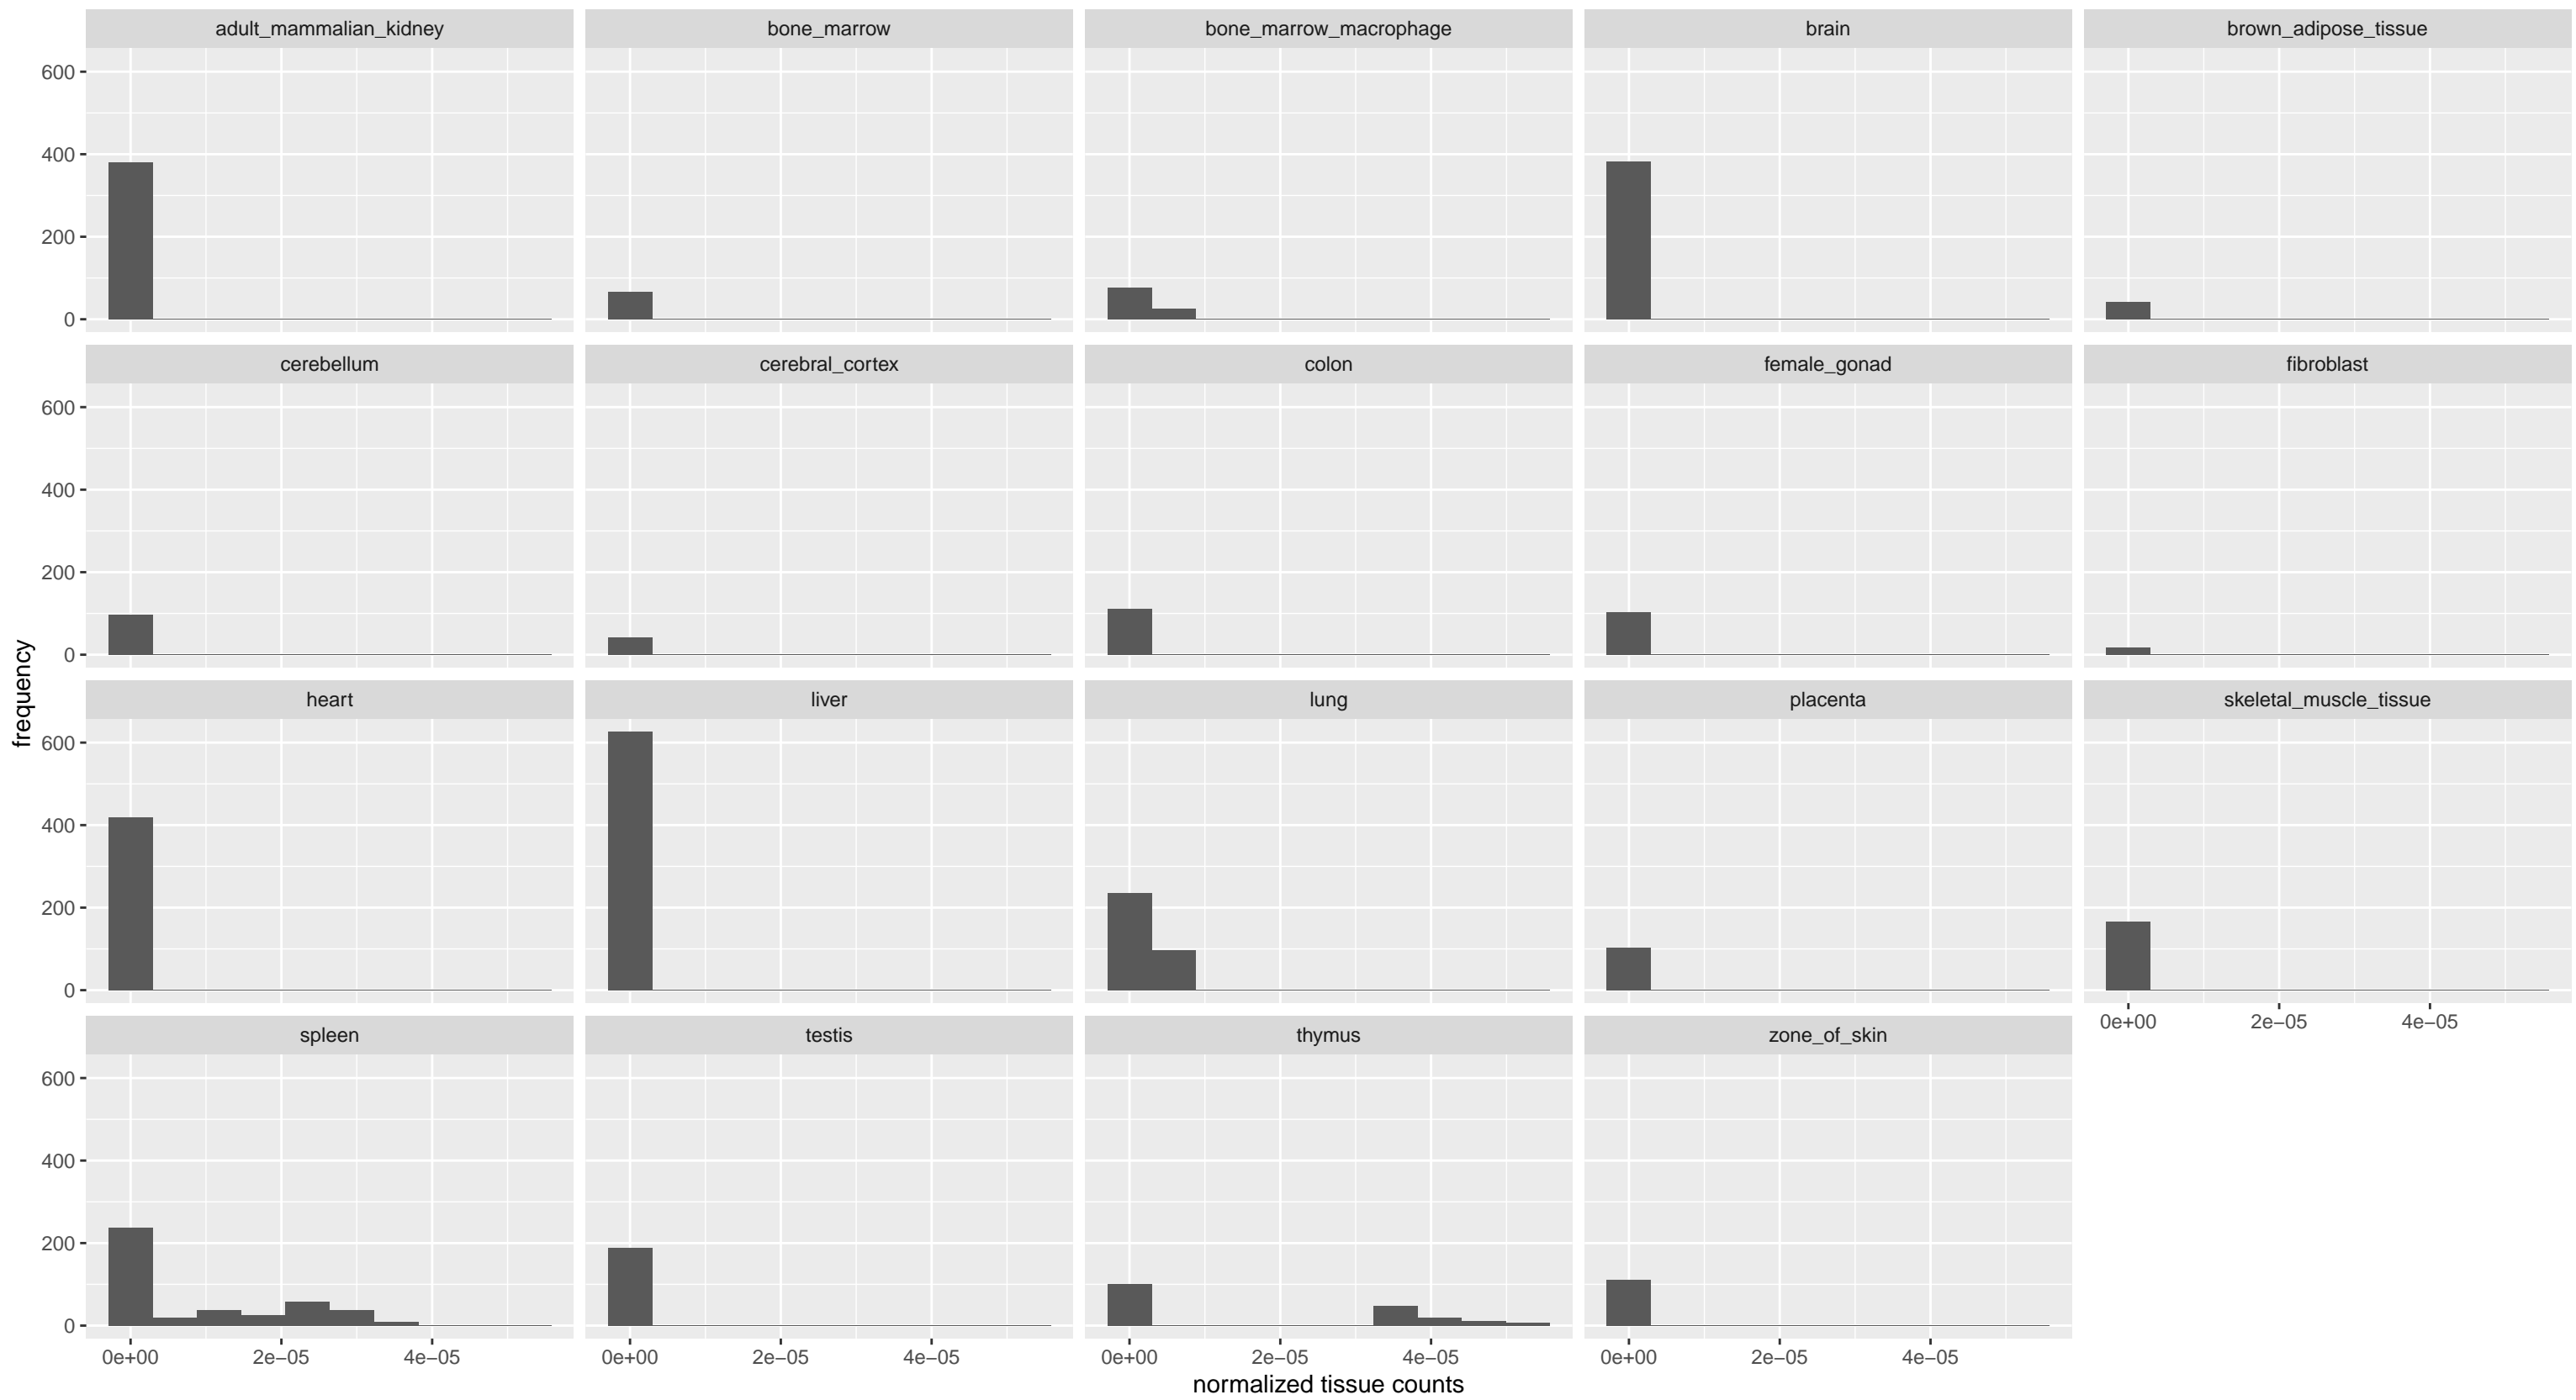 adult_mammalian_kidney bone_marrow bone_marrow_macrophage brain brown_adipose_tissue
600
400
200
0
cerebellum cerebral_cortex colon female_gonad fibroblast
600
400
200
0
heart liver lung placenta skeletal_muscle_tissue
600
400
200
0
0e+00 2e−05 4e−05
spleen testis thymus zone_of_skin
600
400
200
0
0e+00 2e−05 4e−05 0e+00 2e−05 4e−05 0e+00 2e−05 4e−05 0e+00 2e−05 4e−05
normalized tissue counts
frequency